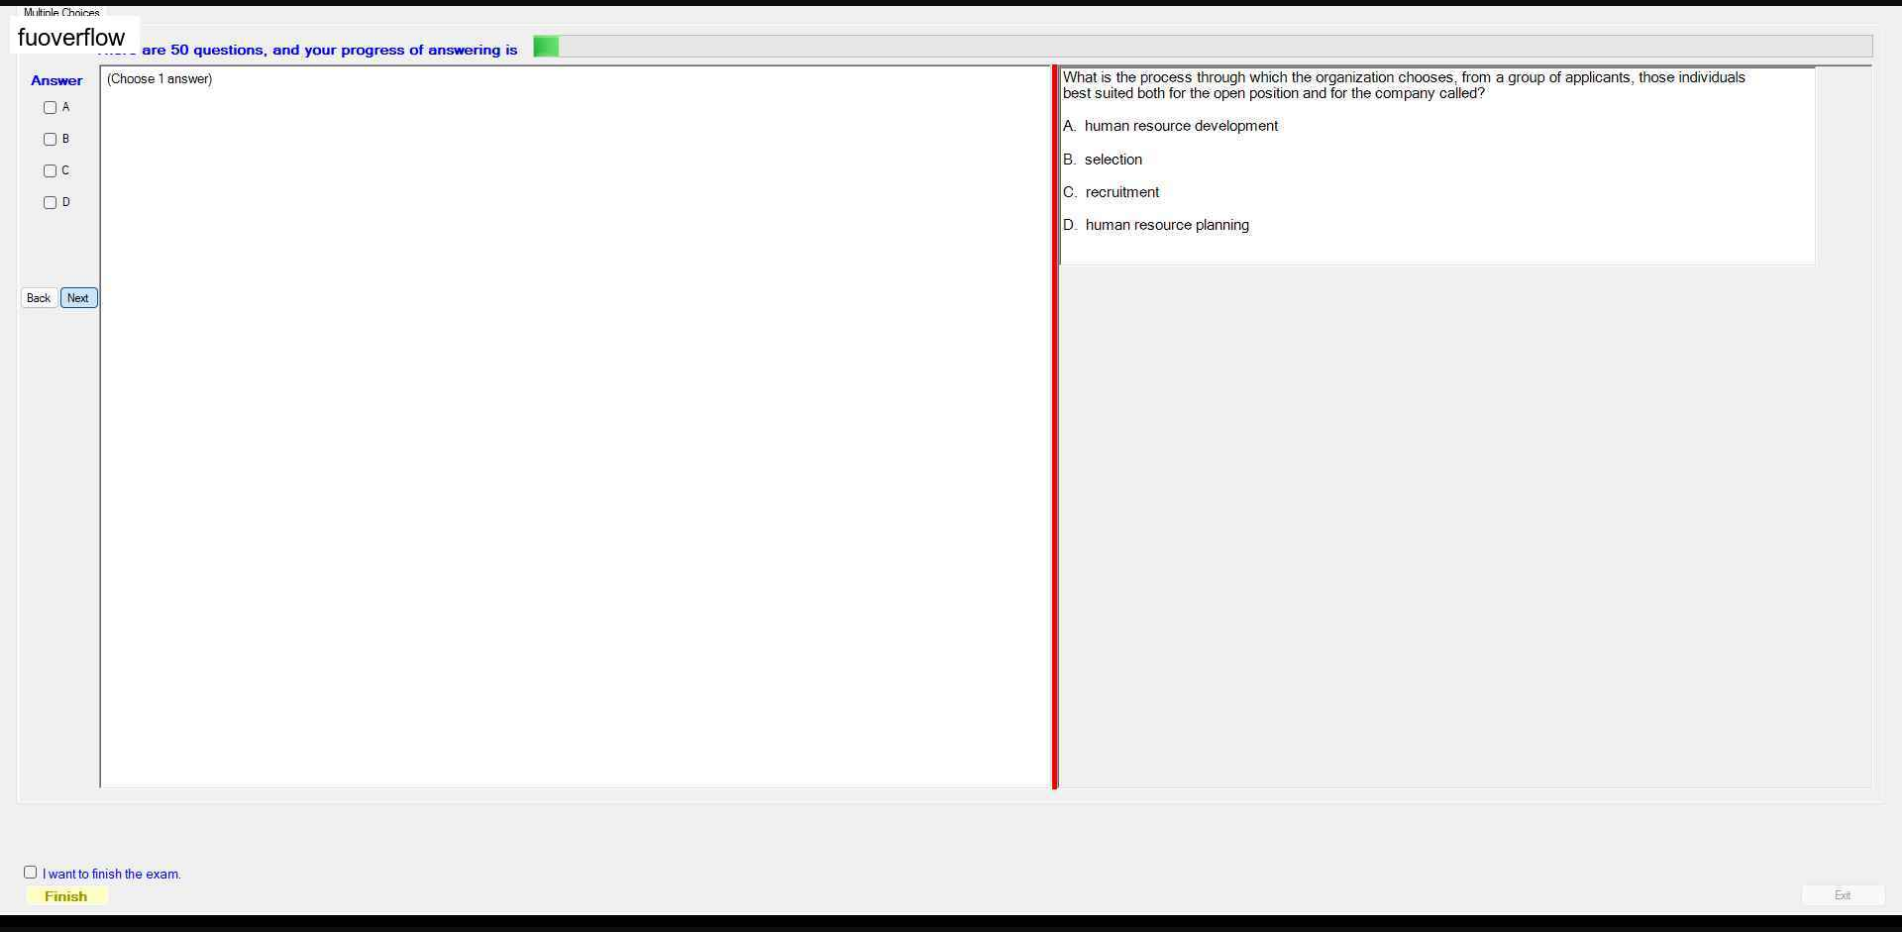 Multiple Choices
fuoverflow
are 50 questions, and your progress of answering is
Answer
(Choose 1 answer)
A
B
C
D
Back
Next
What is the process through which the organization chooses, from a group of applicants, those individuals
best suited both for the open position and for the company called?
A. human resource development
B. selection
C. recruitment
D. human resource planning
I want to finish the exam.
Finish
Exit